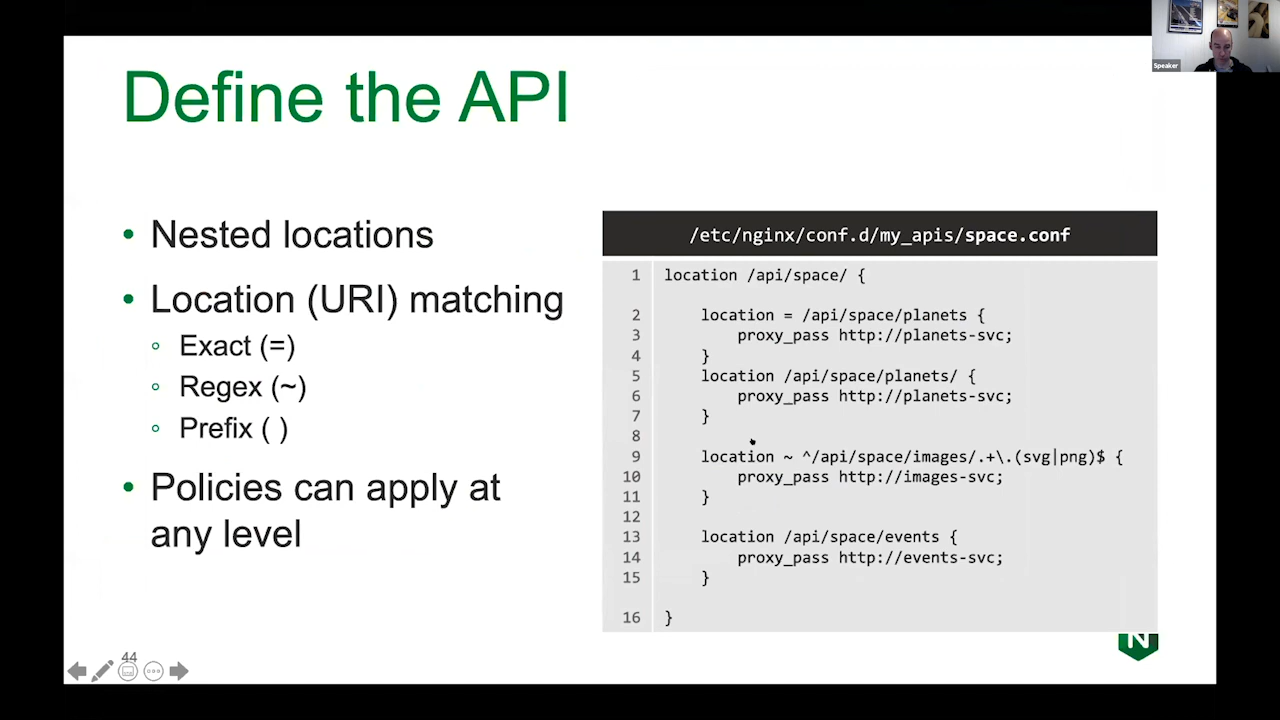 Speaker
Define the API
• Nested locations
• Location (URI) matching
Exact (=)
Regex (~)
Prefix ( )
• Policies can apply at
any level
/etc/nginx/conf.d/my_apis/space.conf
1 location /api/space/ {
2 location = /api/space/planets {
3 proxy_pass http://planets-svc;
4 }
5 location /api/space/planets/ {
6 proxy_pass http://planets-svc;
7 }
8
9 location ~ ^/api/space/images/.+\.(svg|png)$ {
10 proxy_pass http://images-svc;
11 }
12
13 location /api/space/events {
14 proxy_pass http://events-svc;
15 }
16 }
N
44